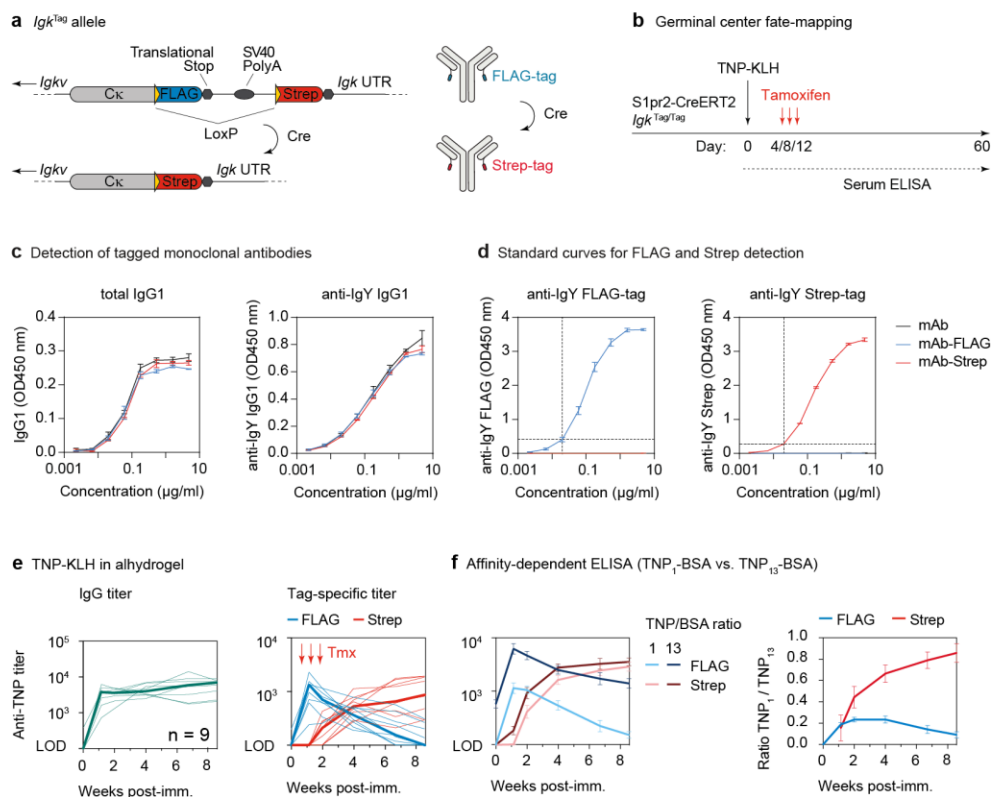 a Igk^Tag allele
Translational Stop
SV40 PolyA
Igkv
Igk UTR
Cκ
FLAG
Strep
LoxP
Cre
Igkv
Igk UTR
Cκ
Strep
FLAG-tag
Cre
Strep-tag
b Germinal center fate-mapping
TNP-KLH
S1pr2-CreERT2
Igk^Tag/Tag
Tamoxifen
Day: 0 4/8/12 60
Serum ELISA
c Detection of tagged monoclonal antibodies
total IgG1
IgG1 (OD450 nm)
0.4
0.3
0.2
0.1
0.0
0.001 0.1 10
Concentration (µg/ml)
anti-IgY IgG1
anti-IgY IgG1 (OD450 nm)
1.0
0.8
0.6
0.4
0.2
0.0
0.001 0.1 10
Concentration (µg/ml)
d Standard curves for FLAG and Strep detection
anti-IgY FLAG-tag
anti-IgY FLAG (OD450 nm)
4
3
2
1
0
0.001 0.1 10
Concentration (µg/ml)
anti-IgY Strep-tag
anti-IgY Strep (OD450 nm)
4
3
2
1
0
0.001 0.1 10
Concentration (µg/ml)
mAb
mAb-FLAG
mAb-Strep
e TNP-KLH in alhydrogel
IgG titer
Anti-TNP titer
10^5
10^4
10^3
LOD
n = 9
0 2 4 6 8
Weeks post-imm.
Tag-specific titer
FLAG Strep
10^4
Tmx
10^3
LOD
0 2 4 6 8
Weeks post-imm.
f Affinity-dependent ELISA (TNP₁-BSA vs. TNP₁₃-BSA)
10^4
10^3
LOD
0 2 4 6 8
Weeks post-imm.
TNP/BSA ratio
1 13
FLAG
Strep
FLAG Strep
Ratio TNP₁ / TNP₁₃
1.0
0.8
0.6
0.4
0.2
0.0
0 2 4 6 8
Weeks post-imm.